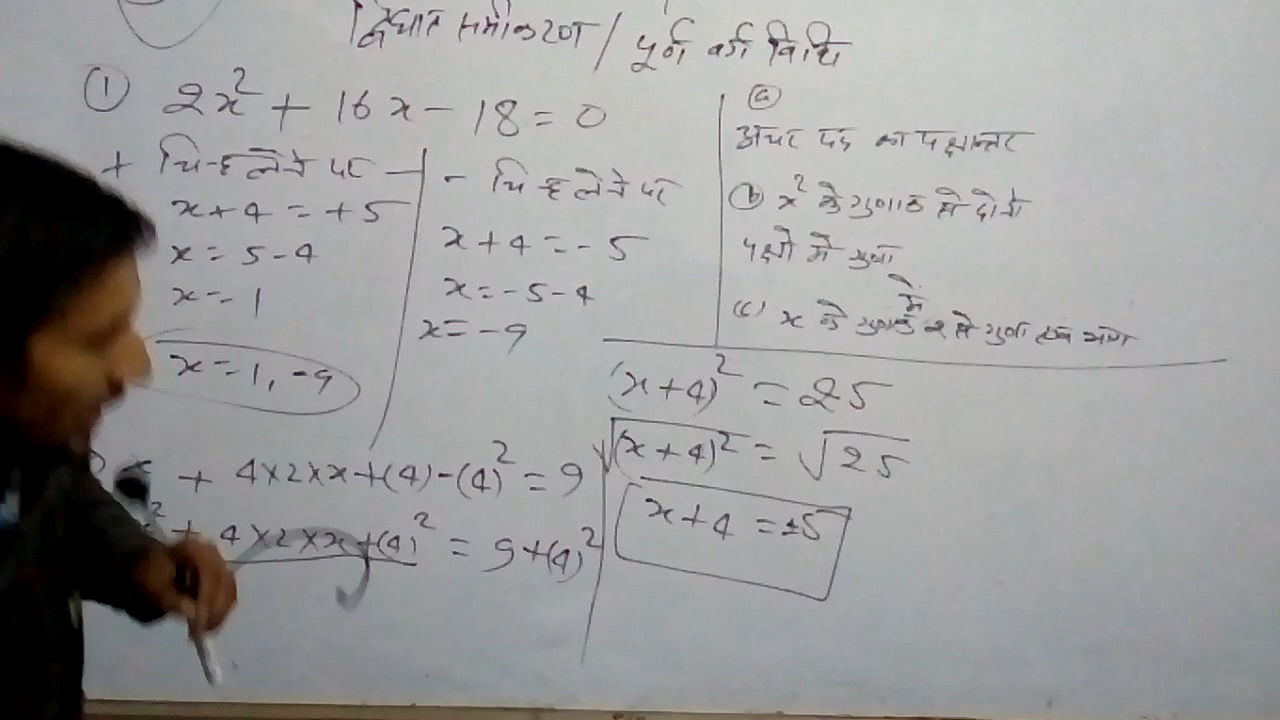 द्विघात समीकरण / पूर्ण वर्ग विधि
① 2x² + 16x - 18 = 0
+ चिन्ह लेने पर
x + 4 = + 5
x = 5 - 4
x = 1
x = 1, -9
- चिन्ह लेने पर
x + 4 = - 5
x = -5 - 4
x = -9
ⓐ
अचर पद का पक्षान्तर
ⓑ x² के गुणांक से दोनो
पक्षो में गुणा
(c) x के गुणांक में 2 से गुणा एवं भाग
+ 4×2×x + (4) - (4)² = 9
x² + 4×2×x + (4)² = 9 + (4)²
(x + 4)² = 25
√(x + 4)² = √25
x + 4 = ±5